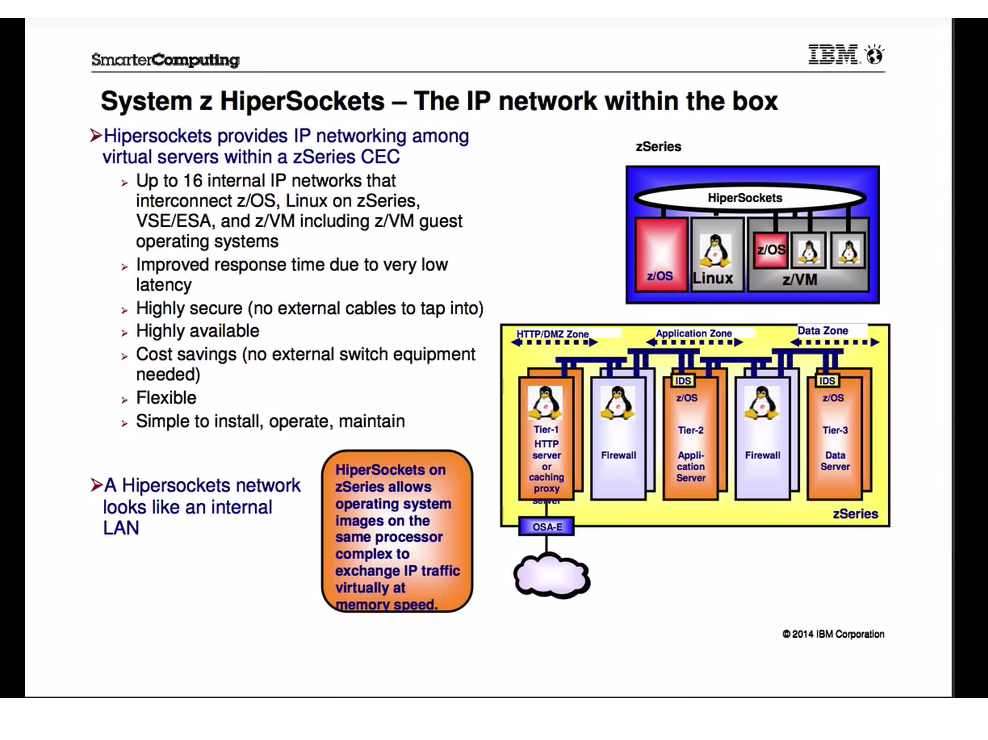 SmarterComputing
IBM
System z HiperSockets – The IP network within the box
➢Hipersockets provides IP networking among
virtual servers within a zSeries CEC
➢ Up to 16 internal IP networks that
interconnect z/OS, Linux on zSeries,
VSE/ESA, and z/VM including z/VM guest
operating systems
➢ Improved response time due to very low
latency
➢ Highly secure (no external cables to tap into)
➢ Highly available
➢ Cost savings (no external switch equipment
needed)
➢ Flexible
➢ Simple to install, operate, maintain
➢A Hipersockets network
looks like an internal
LAN
HiperSockets on
zSeries allows
operating system
images on the
same processor
complex to
exchange IP traffic
virtually at
memory speed.
zSeries
HiperSockets
z/OS
Linux
z/OS
z/VM
HTTP/DMZ Zone
Application Zone
Data Zone
Tier-1
HTTP
server
or
caching
proxy
server
Firewall
IDS
z/OS
Tier-2
Appli-
cation
Server
Firewall
IDS
z/OS
Tier-3
Data
Server
zSeries
OSA-E
© 2014 IBM Corporation